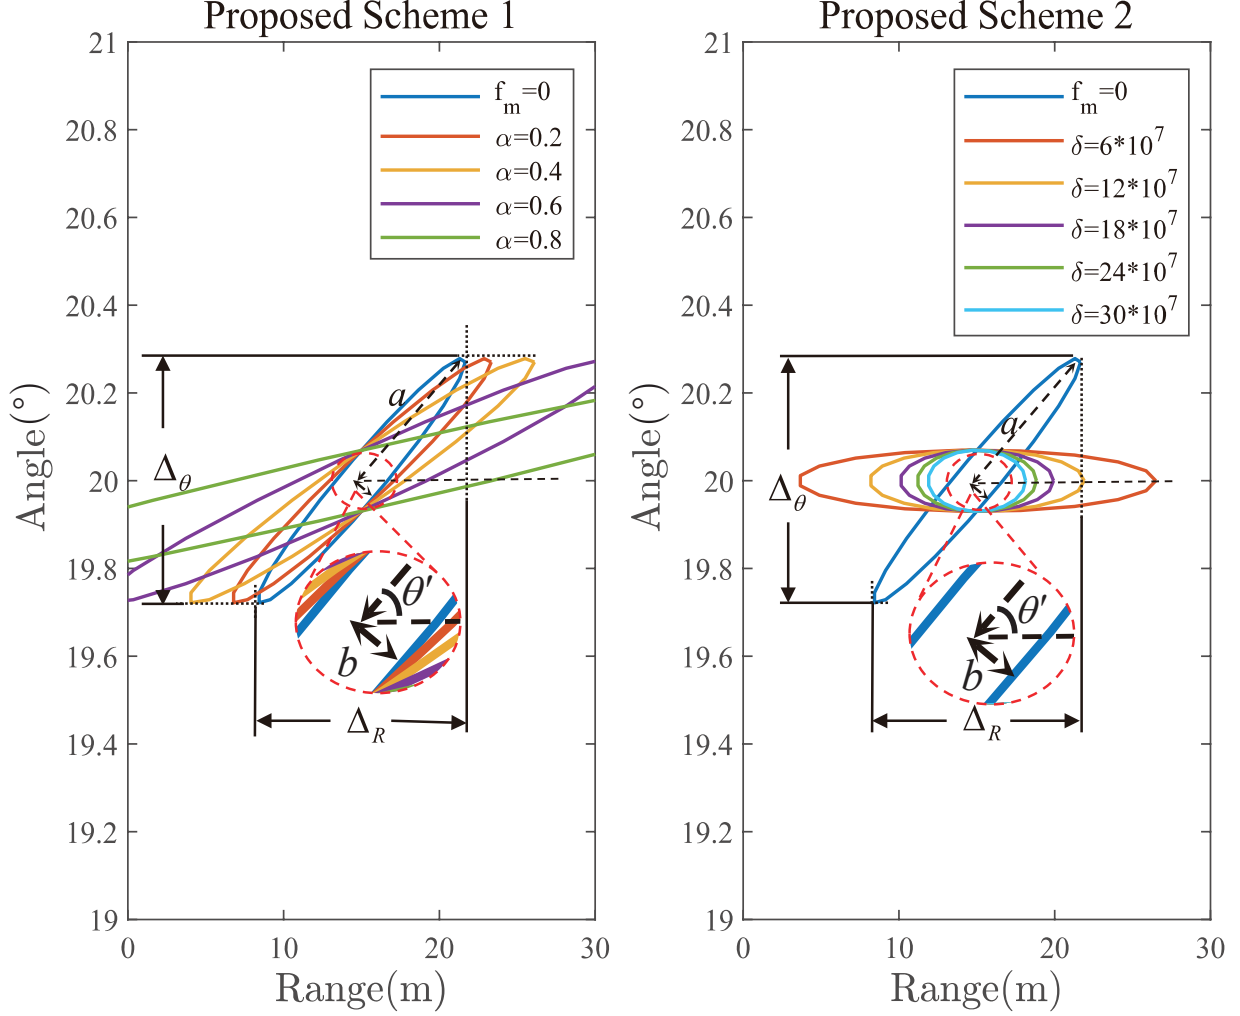 Proposed Scheme 1
21
20.8
20.6
20.4
20.2
20
19.8
19.6
19.4
19.2
19
0
10
20
30
Angle(°)
Range(m)
f_m=0
α=0.2
α=0.4
α=0.6
α=0.8
Δ_θ
a
θ′
b
Δ_R
Proposed Scheme 2
21
20.8
20.6
20.4
20.2
20
19.8
19.6
19.4
19.2
19
0
10
20
30
Angle(°)
Range(m)
f_m=0
δ=6*10^7
δ=12*10^7
δ=18*10^7
δ=24*10^7
δ=30*10^7
Δ_θ
a
θ′
b
Δ_R